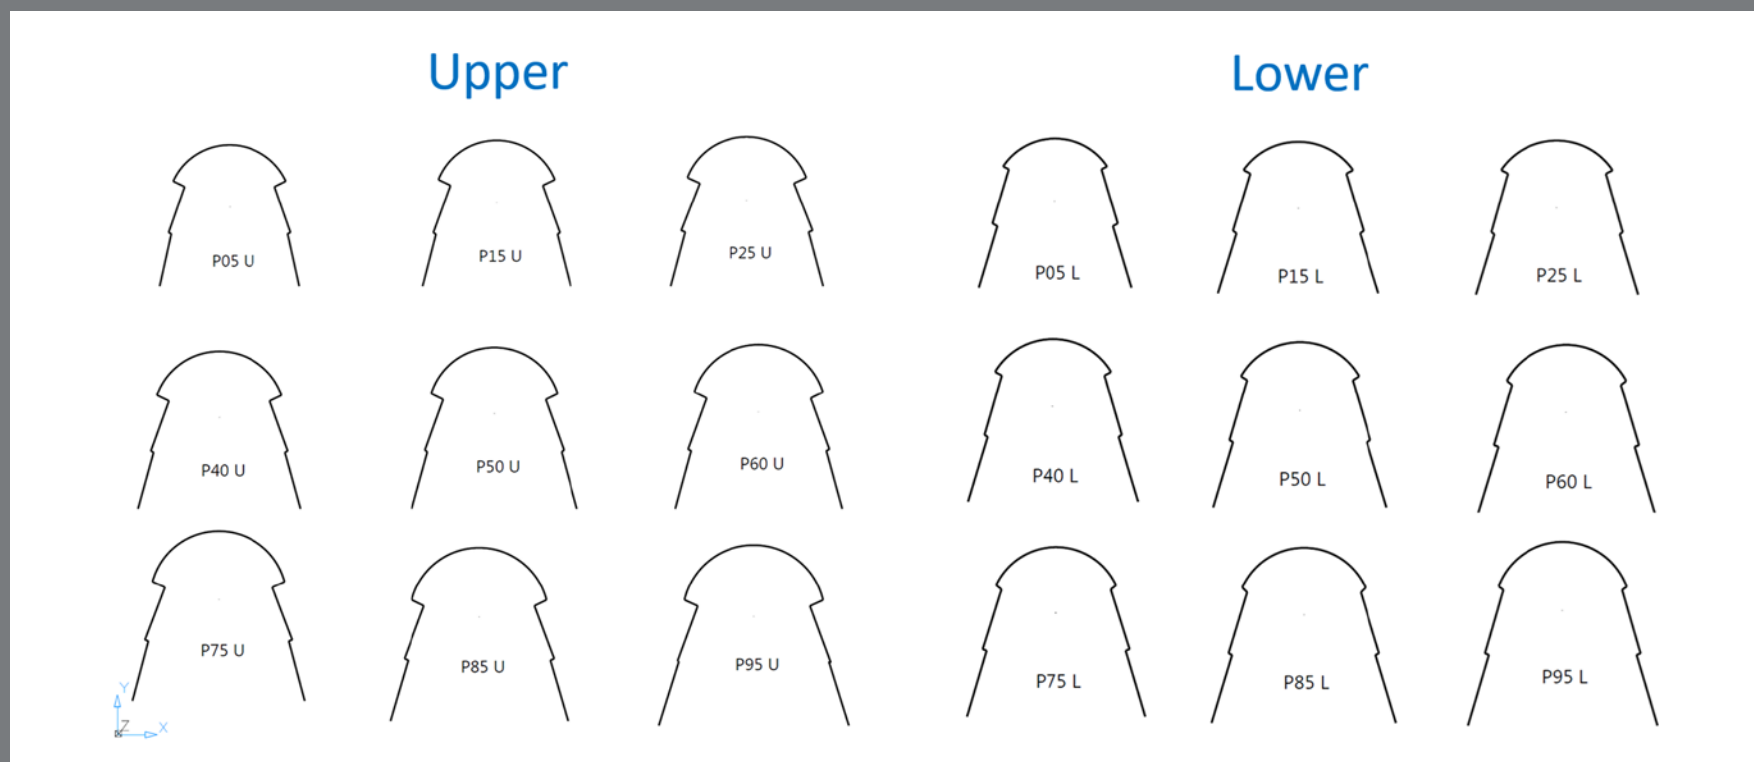 Upper
Lower
P05 U
P15 U
P25 U
P05 L
P15 L
P25 L
P40 U
P50 U
P60 U
P40 L
P50 L
P60 L
P75 U
P85 U
P95 U
P75 L
P85 L
P95 L
Y
Z
X